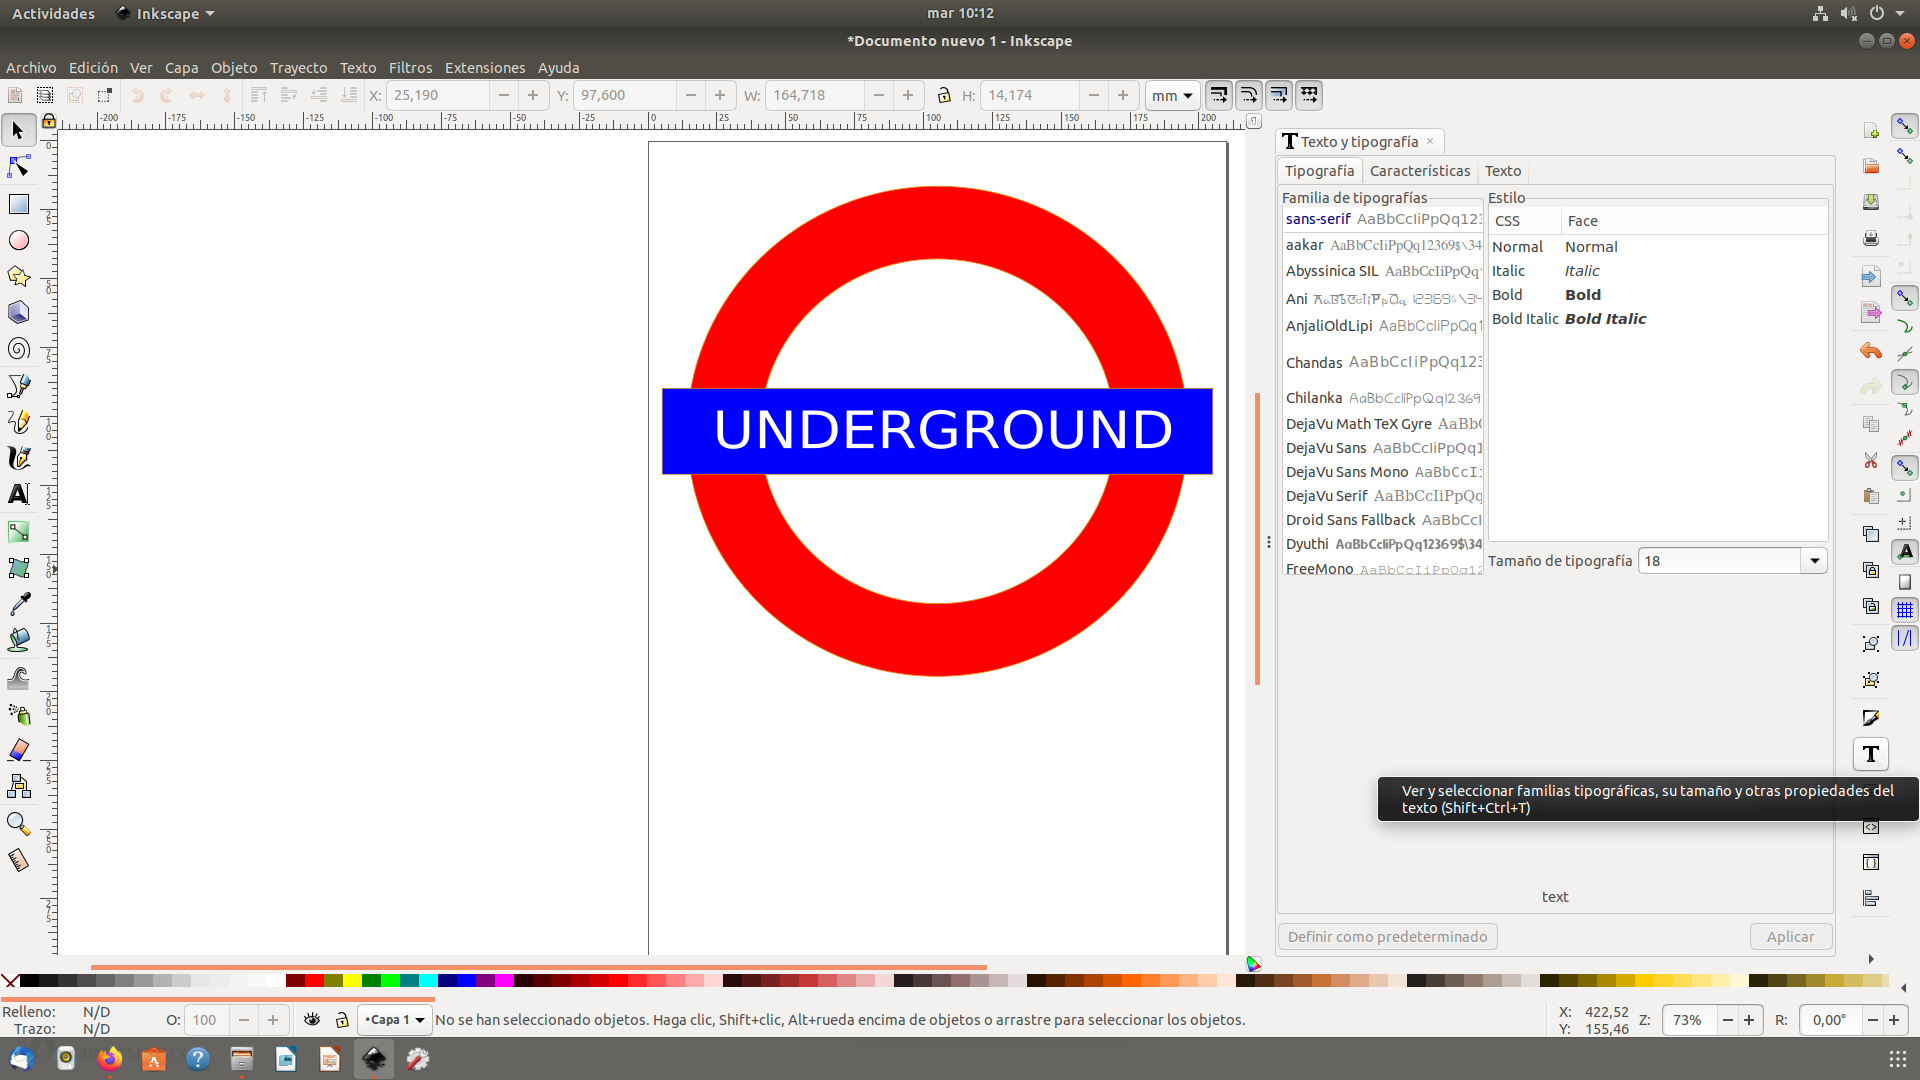 Actividades Inkscape mar 10:12
*Documento nuevo 1 - Inkscape
Archivo Edición Ver Capa Objeto Trayecto Texto Filtros Extensiones Ayuda
X: 25,190 Y: 97,600 W: 164,718 H: 14,174 mm
-200 -175 -150 -125 -100 -75 -50 -25 0 25 50 75 100 125 150 175 200
Texto y tipografía
Tipografía Características Texto
Familia de tipografías Estilo
sans-serif AaBbCcIiPpQq123
CSS Face
aakar AaBbCcIiPpQq12369$\34
Normal Normal
Abyssinica SIL AaBbCcIiPpQq
Italic Italic
Ani AaBbCcIiPpQq 12369$\34
Bold Bold
AnjaliOldLipi AaBbCcIiPpQq1
Bold Italic Bold Italic
Chandas AaBbCcIiPpQq123
Chilanka AaBbCcIiPpQq12369
DejaVu Math TeX Gyre AaBbC
DejaVu Sans AaBbCcIiPpQq1
DejaVu Sans Mono AaBbCcIi
DejaVu Serif AaBbCcIiPpQq
Droid Sans Fallback AaBbCcI
Dyuthi AaBbCcIiPpQq12369$\34
FreeMono AaBbCcIiPpQq12
Tamaño de tipografía 18
UNDERGROUND
Ver y seleccionar familias tipográficas, su tamaño y otras propiedades del
texto (Shift+Ctrl+T)
text
Definir como predeterminado Aplicar
Relleno: N/D
Trazo: N/D
O: 100
•Capa 1
No se han seleccionado objetos. Haga clic, Shift+clic, Alt+rueda encima de objetos o arrastre para seleccionar los objetos.
X: 422,52
Y: 155,46
Z: 73%
R: 0,00°